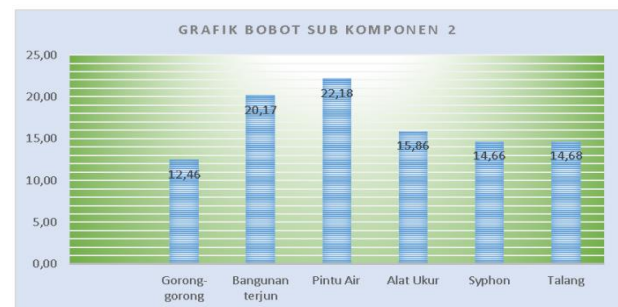 GRAFIK BOBOT SUB KOMPONEN 2
25,00
20,00
15,00
10,00
5,00
0,00
12,46
20,17
22,18
15,86
14,66
14,68
Gorong-
gorong
Bangunan
terjun
Pintu Air
Alat Ukur
Syphon
Talang